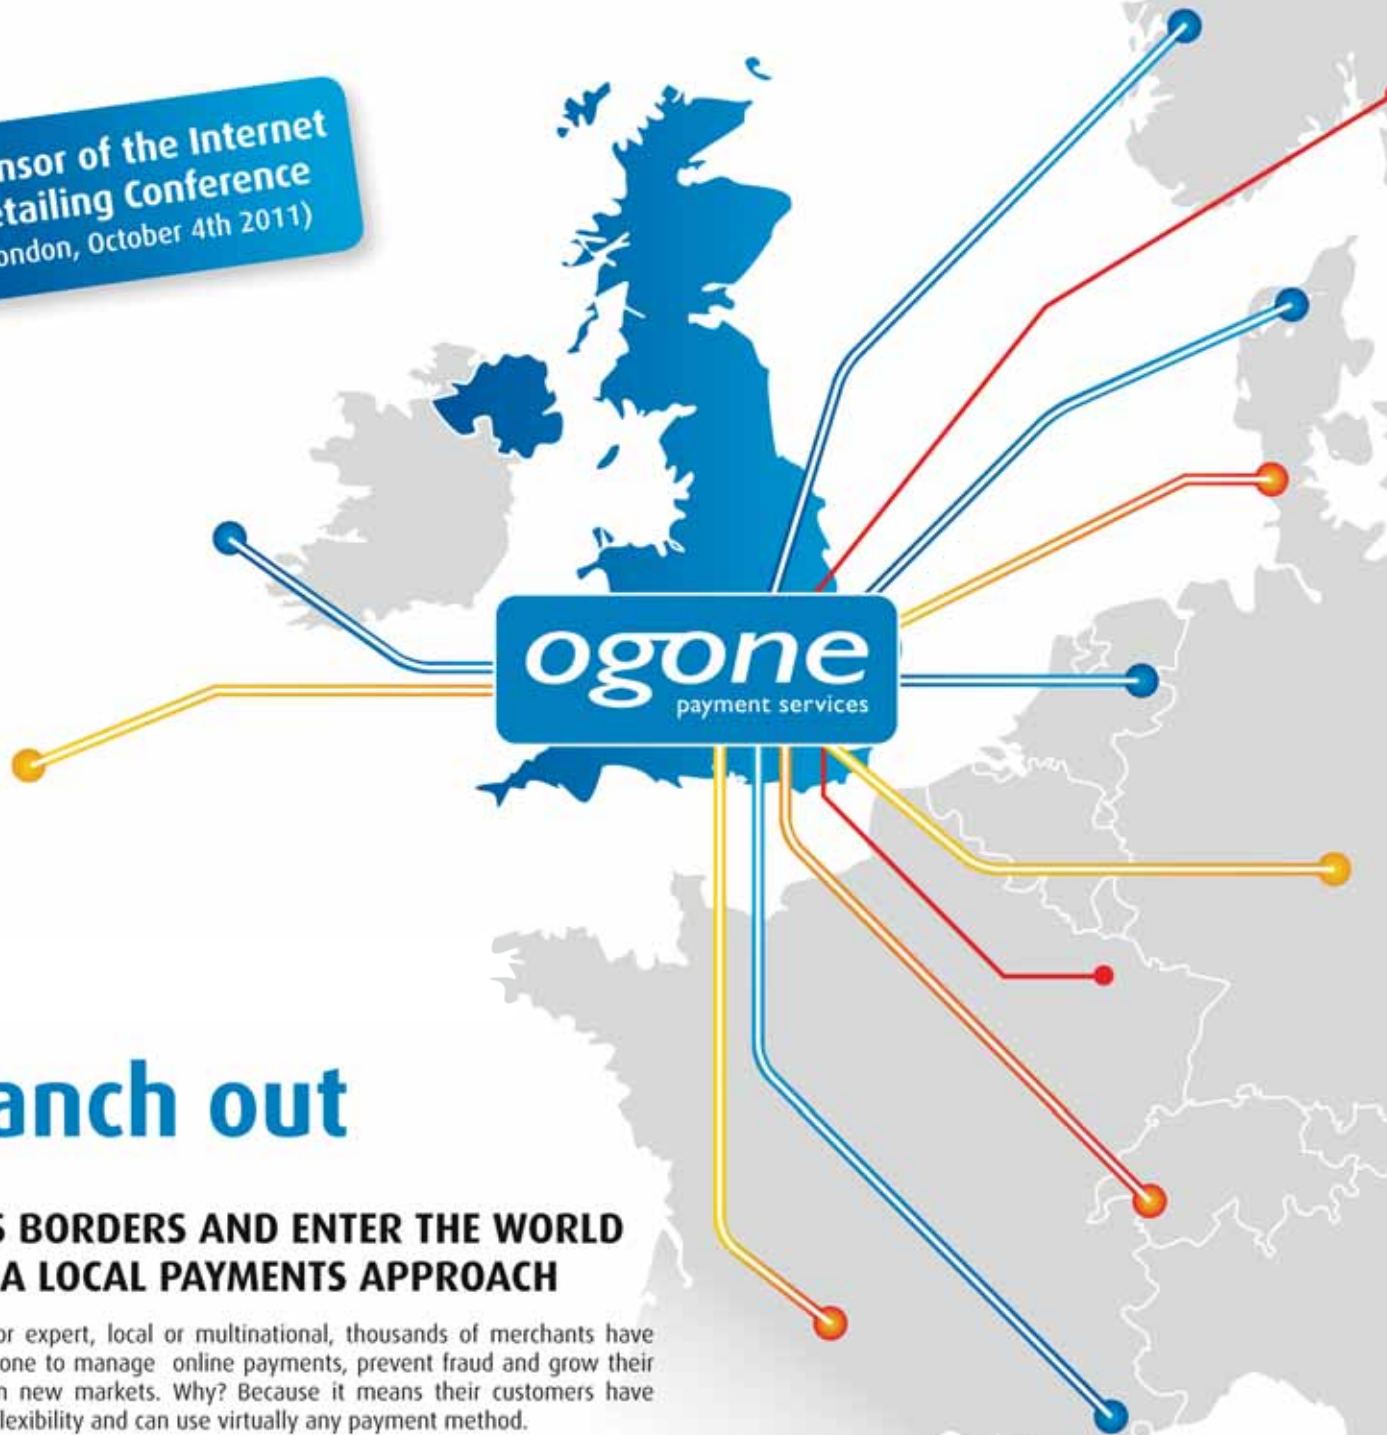 nsor of the Internet
etailing Conference
ondon, October 4th 2011)
ogone
payment services
anch out
S BORDERS AND ENTER THE WORLD
A LOCAL PAYMENTS APPROACH
or expert, local or multinational, thousands of merchants have
one to manage online payments, prevent fraud and grow their
n new markets. Why? Because it means their customers have
lexibility and can use virtually any payment method.